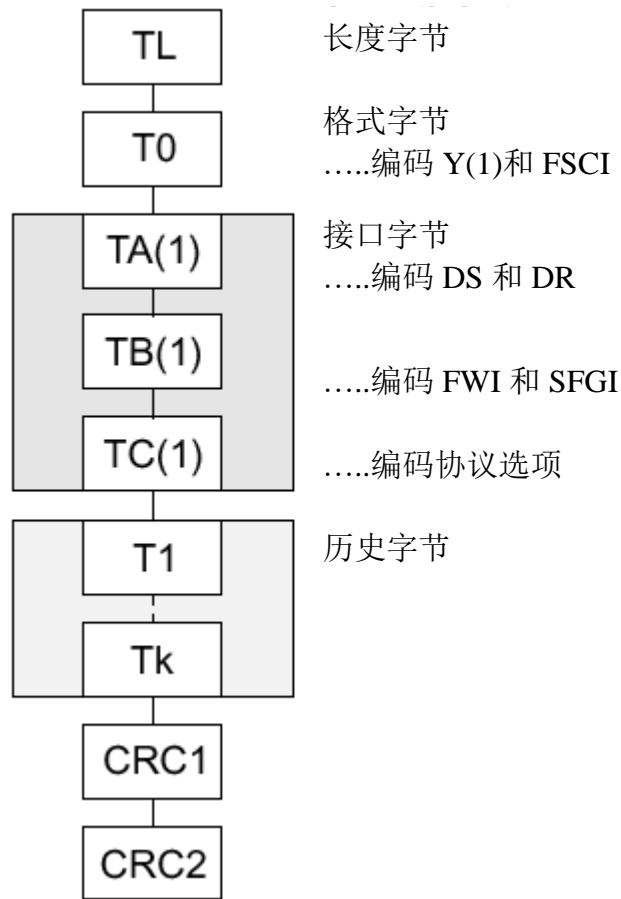 TL 长度字节
T0 格式字节
…..编码 Y(1)和 FSCI
TA(1) 接口字节
…..编码 DS 和 DR
TB(1) …..编码 FWI 和 SFGI
TC(1) …..编码协议选项
T1 历史字节
Tk
CRC1
CRC2